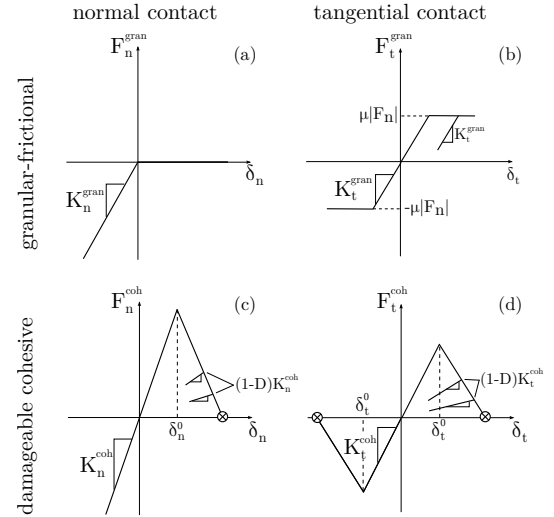 normal contact
tangential contact
granular-frictional
damageable cohesive
F_n^gran
(a)
K_n^gran
δ_n
F_t^gran
(b)
μ|F_n|
K_t^gran
K_t^gran
δ_t
-μ|F_n|
F_n^coh
(c)
(1-D)K_n^coh
δ_n^0
δ_n
K_n^coh
F_t^coh
(d)
(1-D)K_t^coh
δ_t^0
δ_t^0
δ_t
K_t^coh